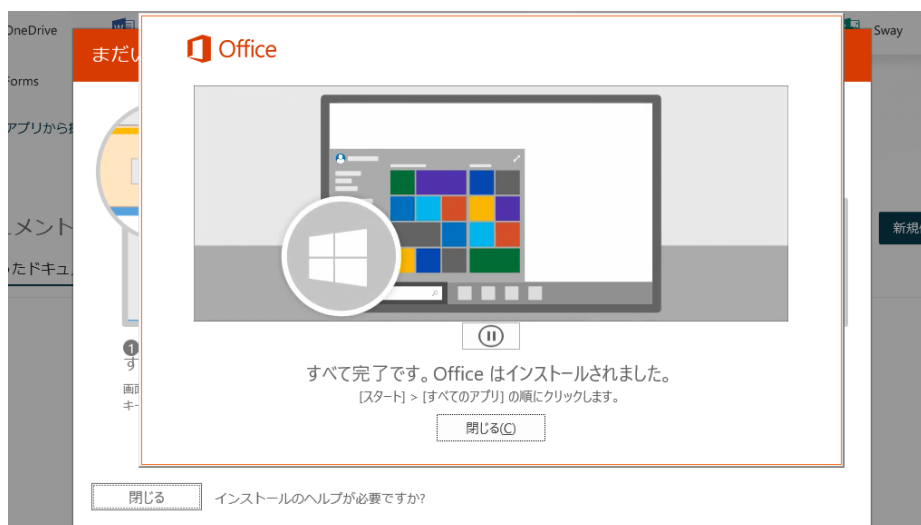 OneDrive
Sway
まだい
Office
Forms
アプリから
メント
新規
ったドキュ
1
す
画面
キー
すべて完了です。Office はインストールされました。
[スタート] > [すべてのアプリ] の順にクリックします。
閉じる(C)
閉じる
インストールのヘルプが必要ですか?